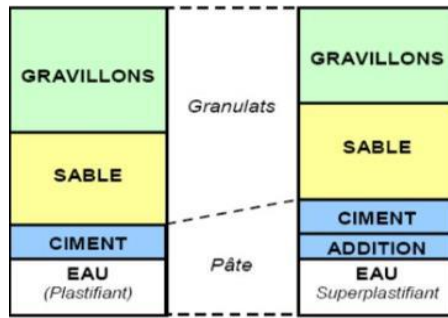 GRAVILLONS
SABLE
CIMENT
EAU
(Plastifiant)
Granulats
Pâte
GRAVILLONS
SABLE
CIMENT
ADDITION
EAU
Superplastifiant